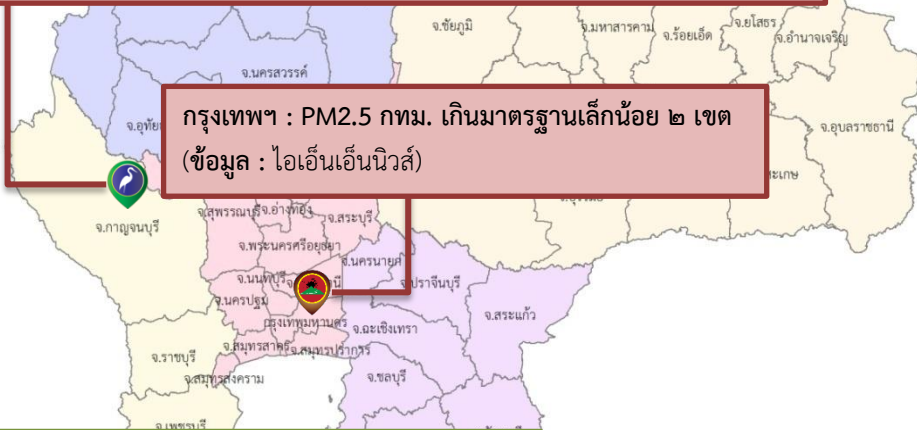 จ.ชัยภูมิ
จ.มหาสารคาม
จ.ร้อยเอ็ด
จ.ยโสธร
จ.อำนาจเจริญ
จ.นครสวรรค์
กรุงเทพฯ : PM2.5 กทม. เกินมาตรฐานเล็กน้อย ๒ เขต
(ข้อมูล : ไอเอ็นเอ็นนิวส์)
จ.อุบลราชธานี
จ.กาญจนบุรี
จ.สุพรรณบุรี
จ.อ่างทอง
จ.สระบุรี
จ.พระนครศรีอยุธยา
จ.นครนายก
จ.นนทบุรี
จ.ปราจีนบุรี
จ.นครปฐม
จ.สระแก้ว
กรุงเทพมหานคร
จ.ฉะเชิงเทรา
จ.ราชบุรี
จ.สมุทรสาคร
จ.สมุทรปราการ
จ.สมุทรสงคราม
จ.ชลบุรี
จ.เพชรบุรี